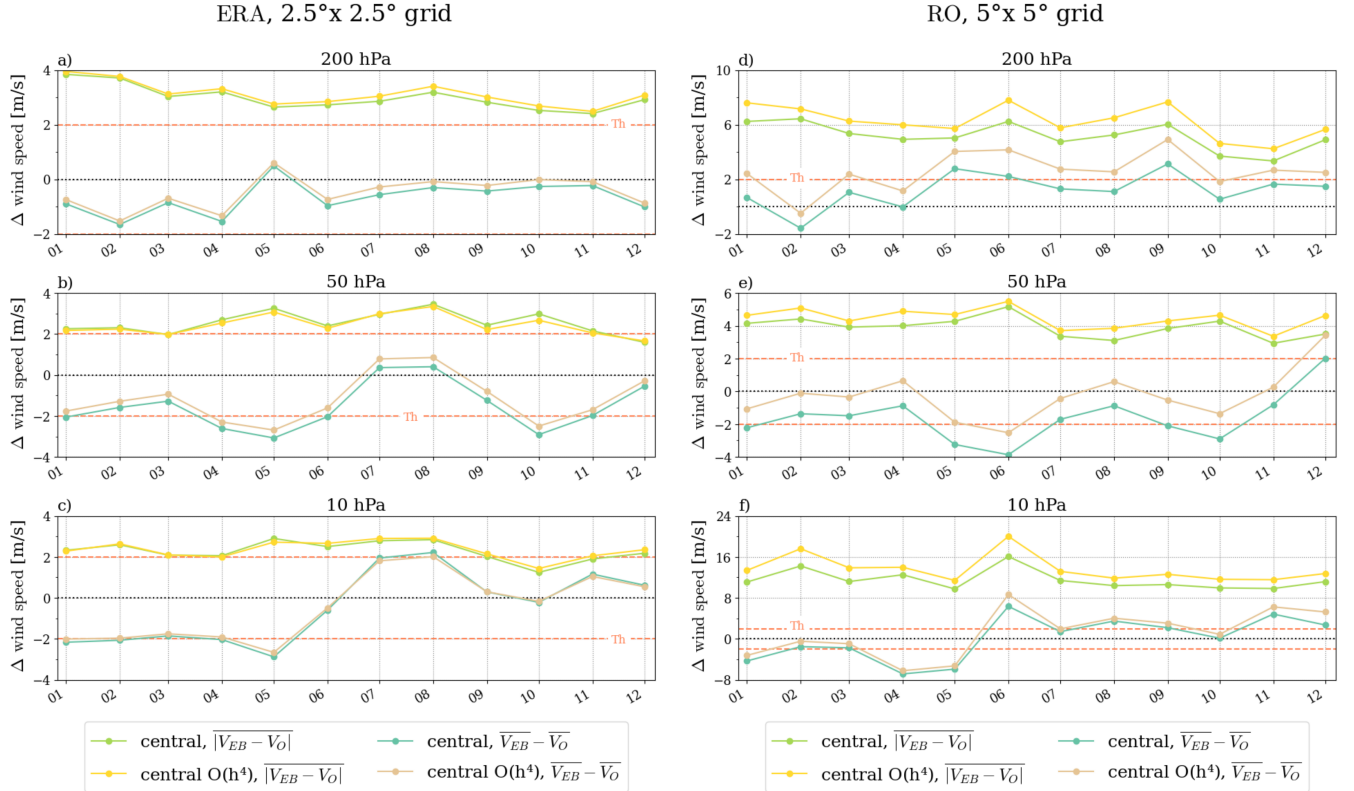 ERA, 2.5°x 2.5° grid
a) 200 hPa
Δ wind speed [m/s]
4
2
0
−2
Th
01 02 03 04 05 06 07 08 09 10 11 12
b) 50 hPa
Δ wind speed [m/s]
4
2
0
−2
−4
Th
01 02 03 04 05 06 07 08 09 10 11 12
c) 10 hPa
Δ wind speed [m/s]
4
2
0
−2
−4
Th
01 02 03 04 05 06 07 08 09 10 11 12
central, |V_EB − V_O|
central O(h⁴), |V_EB − V_O|
V_EB − V_O
central, V_EB − V_O
central O(h⁴), V_EB − V_O
RO, 5°x 5° grid
d) 200 hPa
Δ wind speed [m/s]
10
6
2
−2
Th
01 02 03 04 05 06 07 08 09 10 11 12
e) 50 hPa
Δ wind speed [m/s]
6
4
2
0
−2
−4
Th
01 02 03 04 05 06 07 08 09 10 11 12
f) 10 hPa
Δ wind speed [m/s]
24
16
8
0
−8
Th
01 02 03 04 05 06 07 08 09 10 11 12
central, |V_EB − V_O|
central O(h⁴), |V_EB − V_O|
central, V_EB − V_O
central O(h⁴), V_EB − V_O